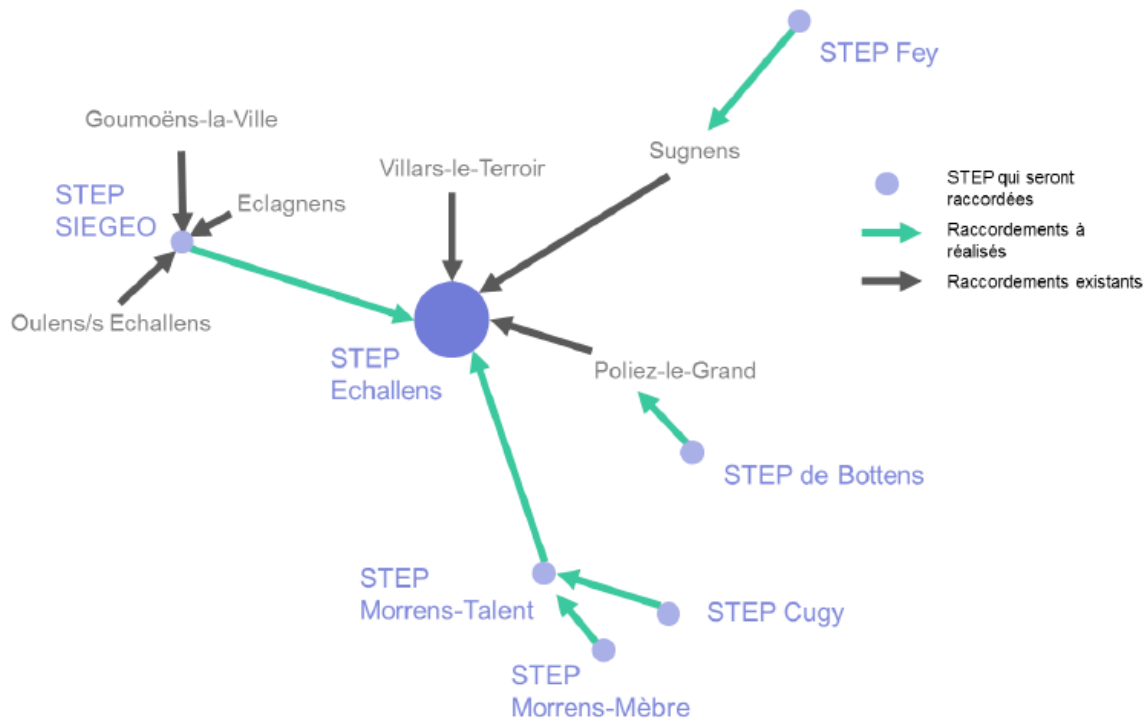 STEP Fey
Goumoëns-la-Ville
Sugnens
Villars-le-Terroir
STEP
SIEGEO
Eclagnens
Oulens/s Echallens
STEP
Echallens
Poliez-le-Grand
STEP de Bottens
STEP
Morrens-Talent
STEP Cugy
STEP
Morrens-Mèbre
STEP qui seront
raccordées
Raccordements à
réalisés
Raccordements existants